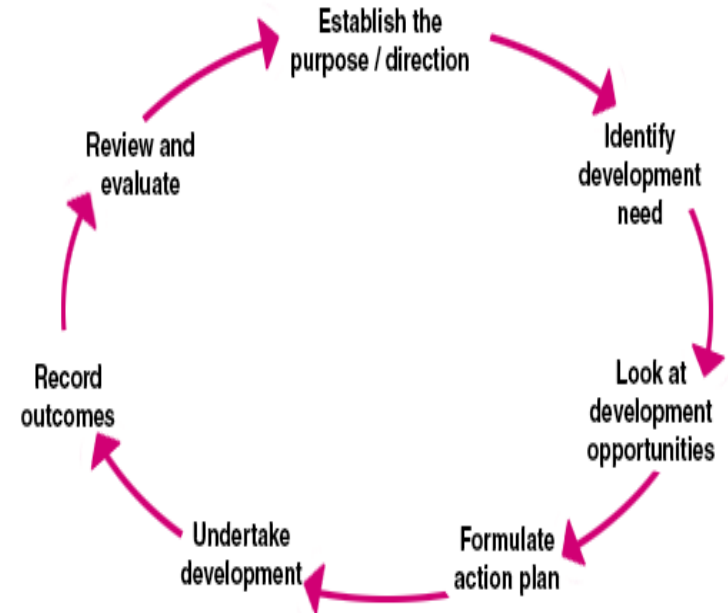 Establish the
purpose / direction
Identify
development
need
Look at
development
opportunities
Formulate
action plan
Undertake
development
Record
outcomes
Review and
evaluate